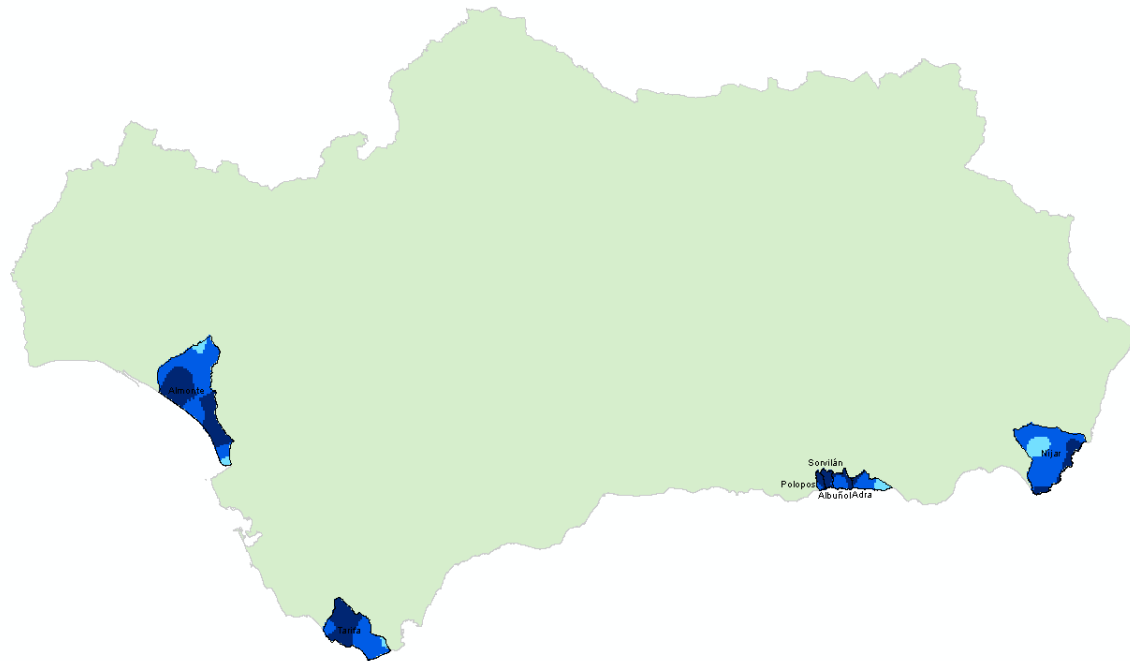 Almonte
Níjar
Sorvilán
Polopos
Albuñol
Adra
Tarifa